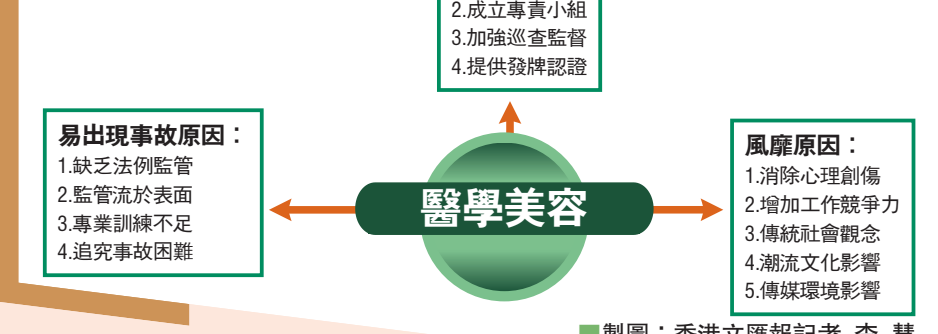 2.成立專責小組
3.加強巡查監督
4.提供發牌認證
易出現事故原因：
1.缺乏法例監管
2.監管流於表面
3.專業訓練不足
4.追究事故困難
醫學美容
風靡原因：
1.消除心理創傷
2.增加工作競爭力
3.傳統社會觀念
4.潮流文化影響
5.傳媒環境影響
■製圖：香港文匯報記者 李 慧